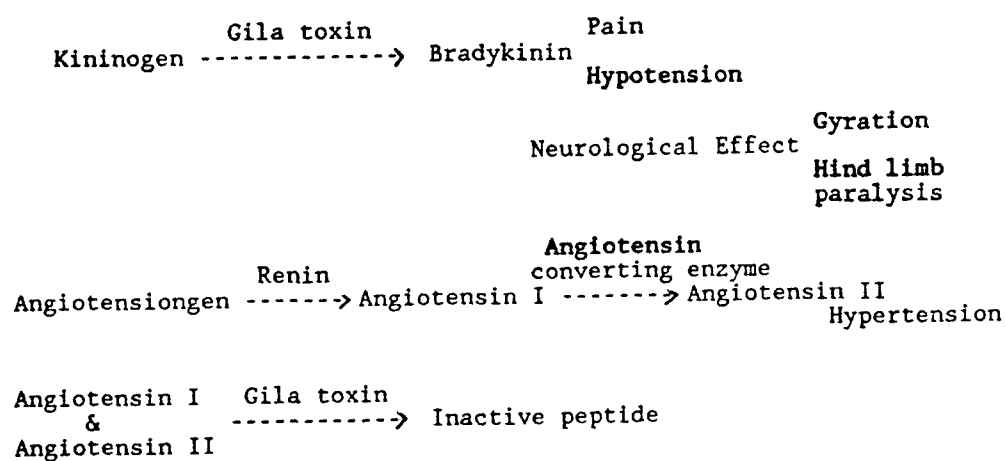 Pain
Gila toxin
Kininogen --------------> Bradykinin
Hypotension
Gyration
Neurological Effect
Hind limb
paralysis
Angiotensin
Renin converting enzyme
Angiotensiongen -------> Angiotensin I --------> Angiotensin II
Hypertension
Angiotensin I Gila toxin
& ------------> Inactive peptide
Angiotensin II